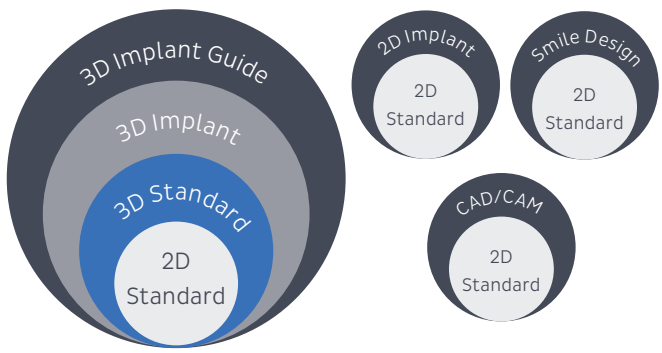 3D Implant Guide
3D Implant
3D Standard
2D
Standard
2D Implant
2D
Standard
Smile Design
2D
Standard
CAD/CAM
2D
Standard